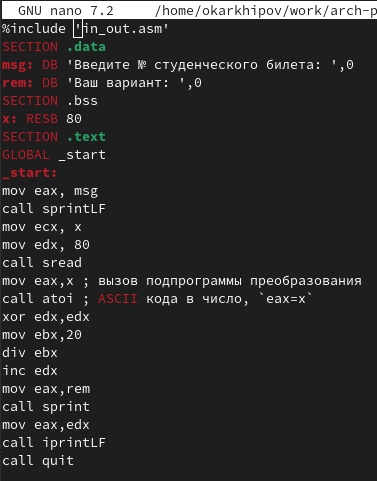 GNU nano 7.2 /home/okarkhipov/work/arch-p
%include 'in_out.asm'
SECTION .data
msg: DB 'Введите № студенческого билета: ',0
rem: DB 'Ваш вариант: ',0
SECTION .bss
x: RESB 80
SECTION .text
GLOBAL _start
_start:
mov eax, msg
call sprintLF
mov ecx, x
mov edx, 80
call sread
mov eax,x ; вызов подпрограммы преобразования
call atoi ; ASCII кода в число, `eax=x`
xor edx,edx
mov ebx,20
div ebx
inc edx
mov eax,rem
call sprint
mov eax,edx
call iprintLF
call quit